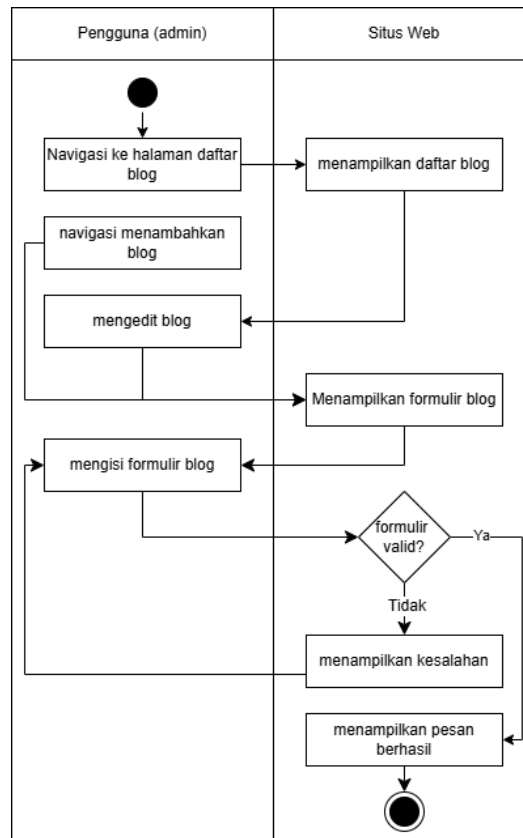 Pengguna (admin)
Situs Web
Navigasi ke halaman daftar
blog
menampilkan daftar blog
navigasi menambahkan
blog
mengedit blog
Menampilkan formulir blog
mengisi formulir blog
formulir
valid?
Ya
Tidak
menampilkan kesalahan
menampilkan pesan
berhasil